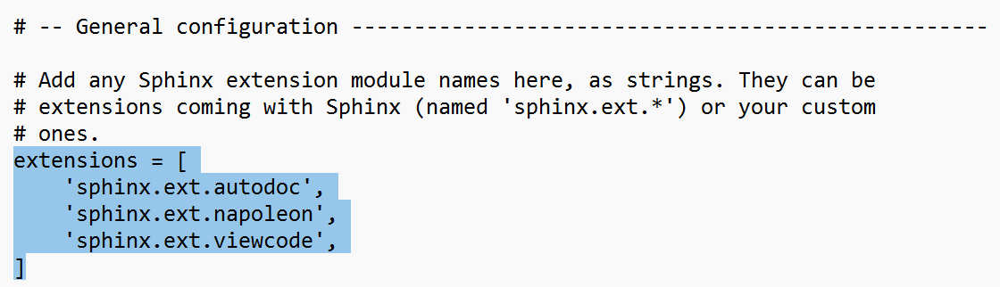 # -- General configuration ---------------------------------------------------

# Add any Sphinx extension module names here, as strings. They can be
# extensions coming with Sphinx (named 'sphinx.ext.*') or your custom
# ones.
extensions = [
    'sphinx.ext.autodoc',
    'sphinx.ext.napoleon',
    'sphinx.ext.viewcode',
]